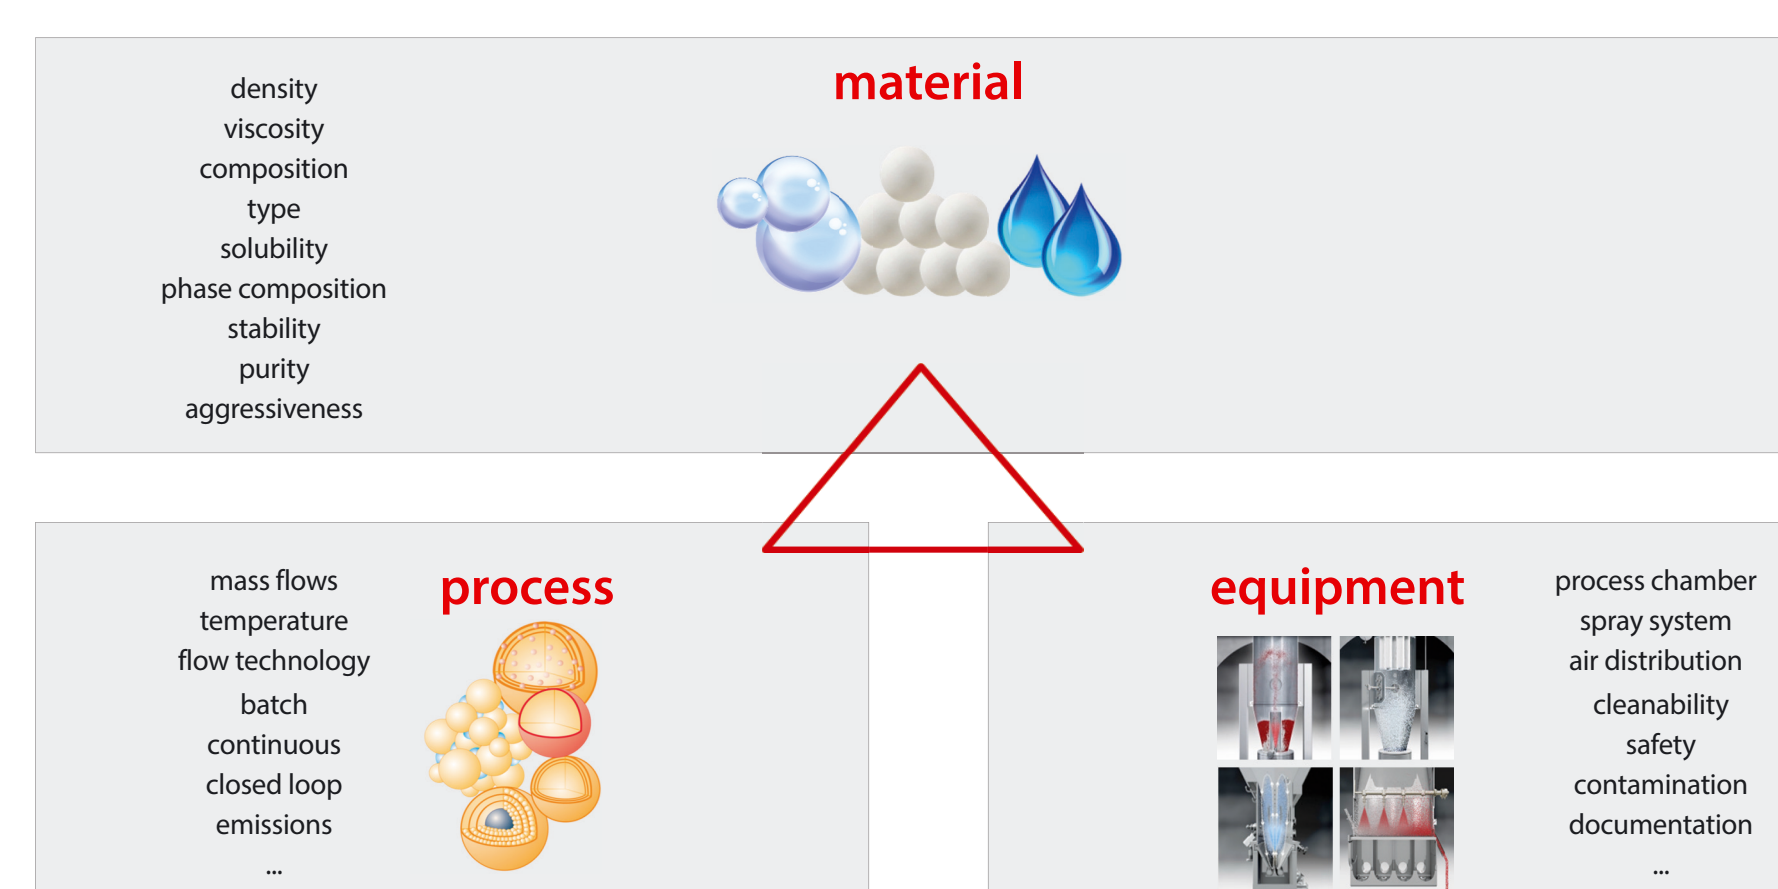 material
density
viscosity
composition
type
solubility
phase composition
stability
purity
aggressiveness
process
mass flows
temperature
flow technology
batch
continuous
closed loop
emissions
...
equipment
process chamber
spray system
air distribution
cleanability
safety
contamination
documentation
...